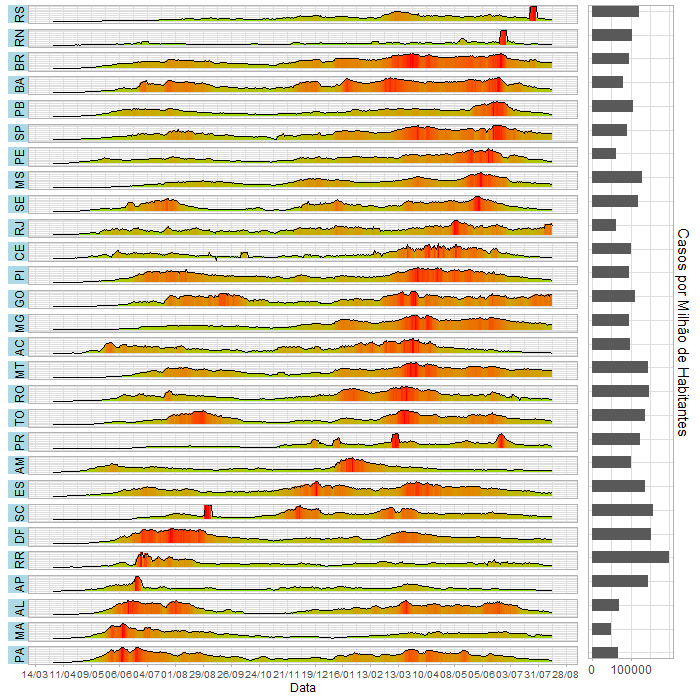 RS
RN
BR
BA
PB
SP
PE
MS
SE
RJ
CE
PI
GO
MG
AC
MT
RO
TO
PR
AM
ES
SC
DF
RR
AP
AL
MA
PA
14/03 11/04 09/05 06/06 04/07 01/08 29/08 26/09 24/10 21/11 19/12 16/01 13/02 13/03 10/04 08/05 05/06 03/07 31/07 28/08
Data
0 100000
Casos por Milhão de Habitantes